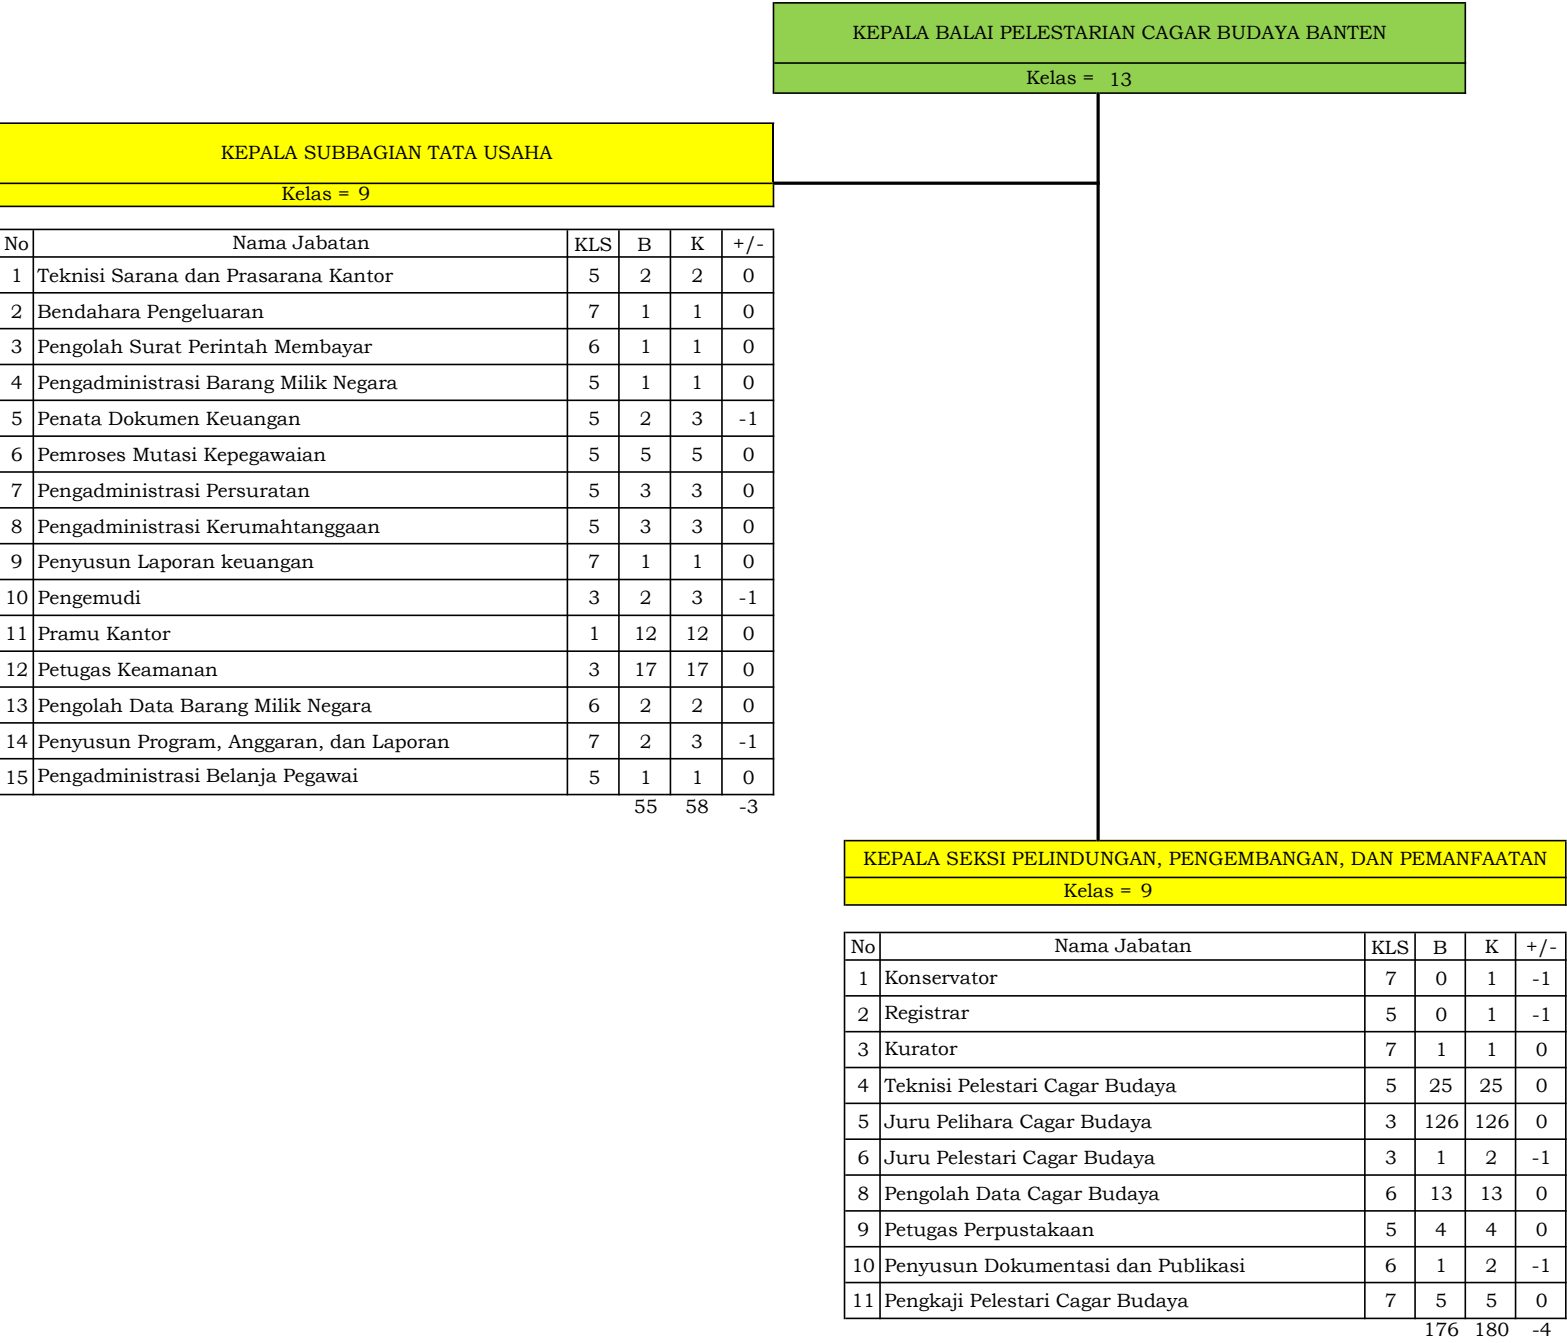 KEPALA BALAI PELESTARIAN CAGAR BUDAYA BANTEN
Kelas = 13
KEPALA SUBBAGIAN TATA USAHA
Kelas = 9
No Nama Jabatan KLS B K +/-
1 Teknisi Sarana dan Prasarana Kantor 5 2 2 0
2 Bendahara Pengeluaran 7 1 1 0
3 Pengolah Surat Perintah Membayar 6 1 1 0
4 Pengadministrasi Barang Milik Negara 5 1 1 0
5 Penata Dokumen Keuangan 5 2 3 -1
6 Pemroses Mutasi Kepegawaian 5 5 5 0
7 Pengadministrasi Persuratan 5 3 3 0
8 Pengadministrasi Kerumahtanggaan 5 3 3 0
9 Penyusun Laporan keuangan 7 1 1 0
10 Pengemudi 3 2 3 -1
11 Pramu Kantor 1 12 12 0
12 Petugas Keamanan 3 17 17 0
13 Pengolah Data Barang Milik Negara 6 2 2 0
14 Penyusun Program, Anggaran, dan Laporan 7 2 3 -1
15 Pengadministrasi Belanja Pegawai 5 1 1 0
55 58 -3
KEPALA SEKSI PELINDUNGAN, PENGEMBANGAN, DAN PEMANFAATAN
Kelas = 9
No Nama Jabatan KLS B K +/-
1 Konservator 7 0 1 -1
2 Registrar 5 0 1 -1
3 Kurator 7 1 1 0
4 Teknisi Pelestari Cagar Budaya 5 25 25 0
5 Juru Pelihara Cagar Budaya 3 126 126 0
6 Juru Pelestari Cagar Budaya 3 1 2 -1
8 Pengolah Data Cagar Budaya 6 13 13 0
9 Petugas Perpustakaan 5 4 4 0
10 Penyusun Dokumentasi dan Publikasi 6 1 2 -1
11 Pengkaji Pelestari Cagar Budaya 7 5 5 0
176 180 -4